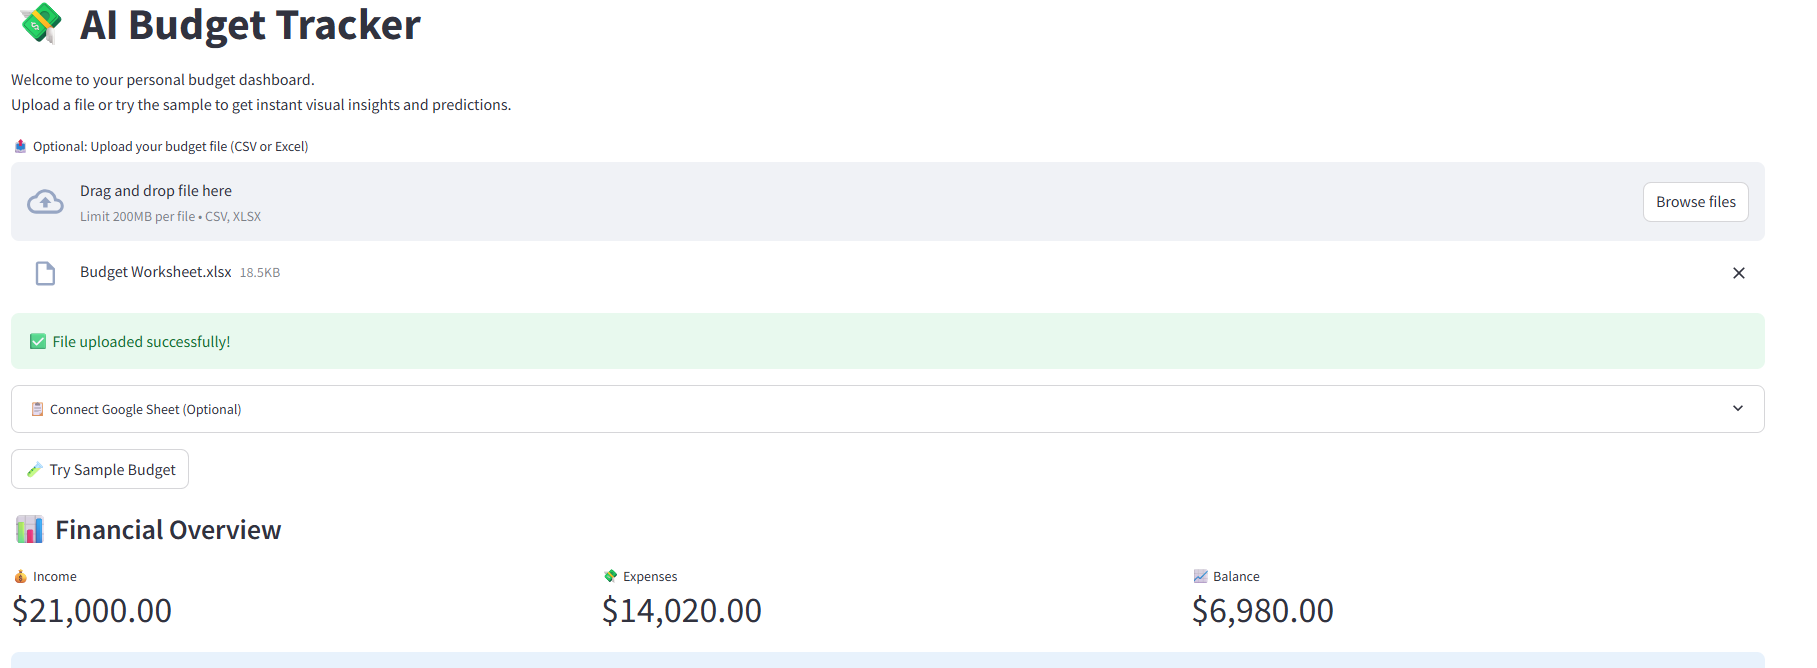 AI Budget Tracker
Welcome to your personal budget dashboard.
Upload a file or try the sample to get instant visual insights and predictions.
Optional: Upload your budget file (CSV or Excel)
Drag and drop file here
Limit 200MB per file • CSV, XLSX
Browse files
Budget Worksheet.xlsx 18.5KB
File uploaded successfully!
Connect Google Sheet (Optional)
Try Sample Budget
Financial Overview
Income
$21,000.00
Expenses
$14,020.00
Balance
$6,980.00